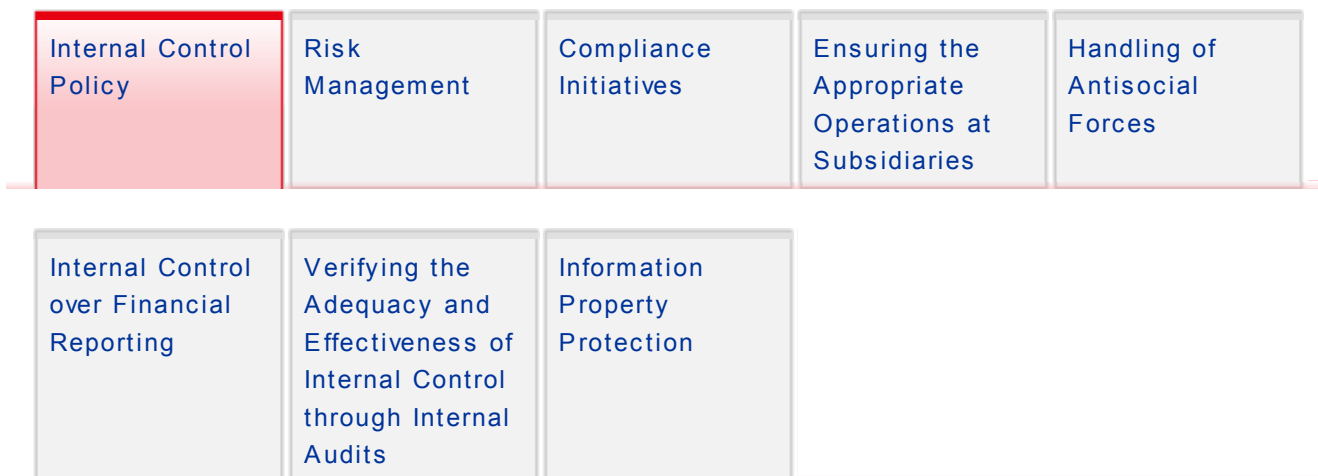 Internal Control
Policy
Risk
Management
Compliance
Initiatives
Ensuring the
Appropriate
Operations at
Subsidiaries
Handling of
Antisocial
Forces
Internal Control
over Financial
Reporting
Verifying the
Adequacy and
Effectiveness of
Internal Control
through Internal
Audits
Information
Property
Protection